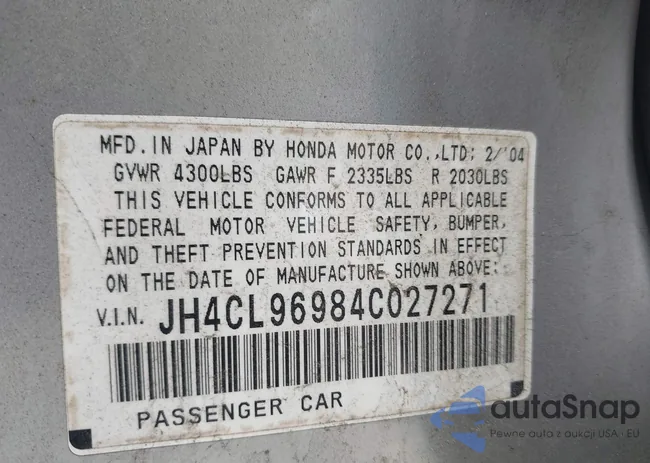 MFD.IN JAPAN BY HONDA MOTOR CO.,LTD; 2/'04
GVWR 4300LBS GAWR F 2335LBS R 2030LBS
THIS VEHICLE CONFORMS TO ALL APPLICABLE
FEDERAL MOTOR VEHICLE SAFETY, BUMPER,
AND THEFT PREVENTION STANDARDS IN EFFECT
ON THE DATE OF MANUFACTURE SHOWN ABOVE:
V.I.N. JH4CL96984C027271
PASSENGER CAR
autaSnap
Pewne auta z aukcji USA · EU